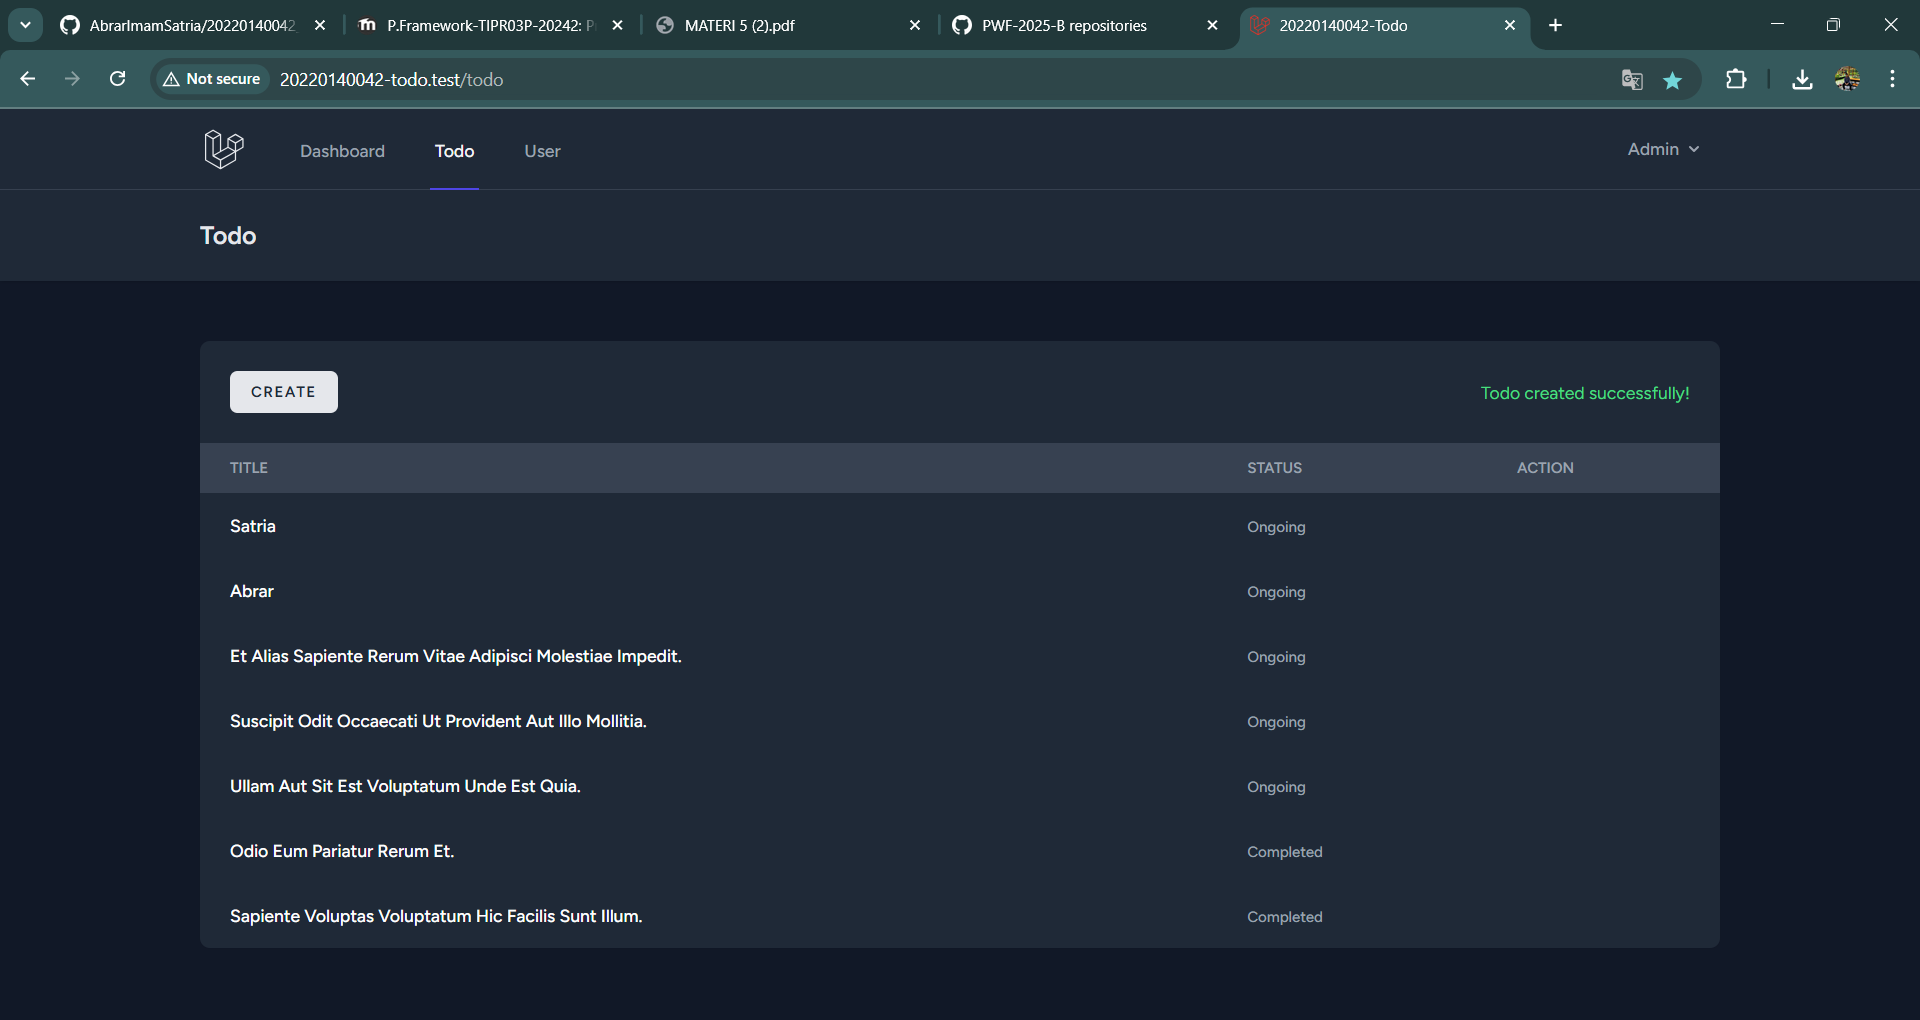 AbrarImamSatria/20220140042
P.Framework-TIPR03P-20242: P
MATERI 5 (2).pdf
PWF-2025-B repositories
20220140042-Todo
Not secure
20220140042-todo.test/todo
Dashboard
Todo
User
Admin
Todo
CREATE
Todo created successfully!
TITLE STATUS ACTION
Satria Ongoing
Abrar Ongoing
Et Alias Sapiente Rerum Vitae Adipisci Molestiae Impedit. Ongoing
Suscipit Odit Occaecati Ut Provident Aut Illo Mollitia. Ongoing
Ullam Aut Sit Est Voluptatum Unde Est Quia. Ongoing
Odio Eum Pariatur Rerum Et. Completed
Sapiente Voluptas Voluptatum Hic Facilis Sunt Illum. Completed